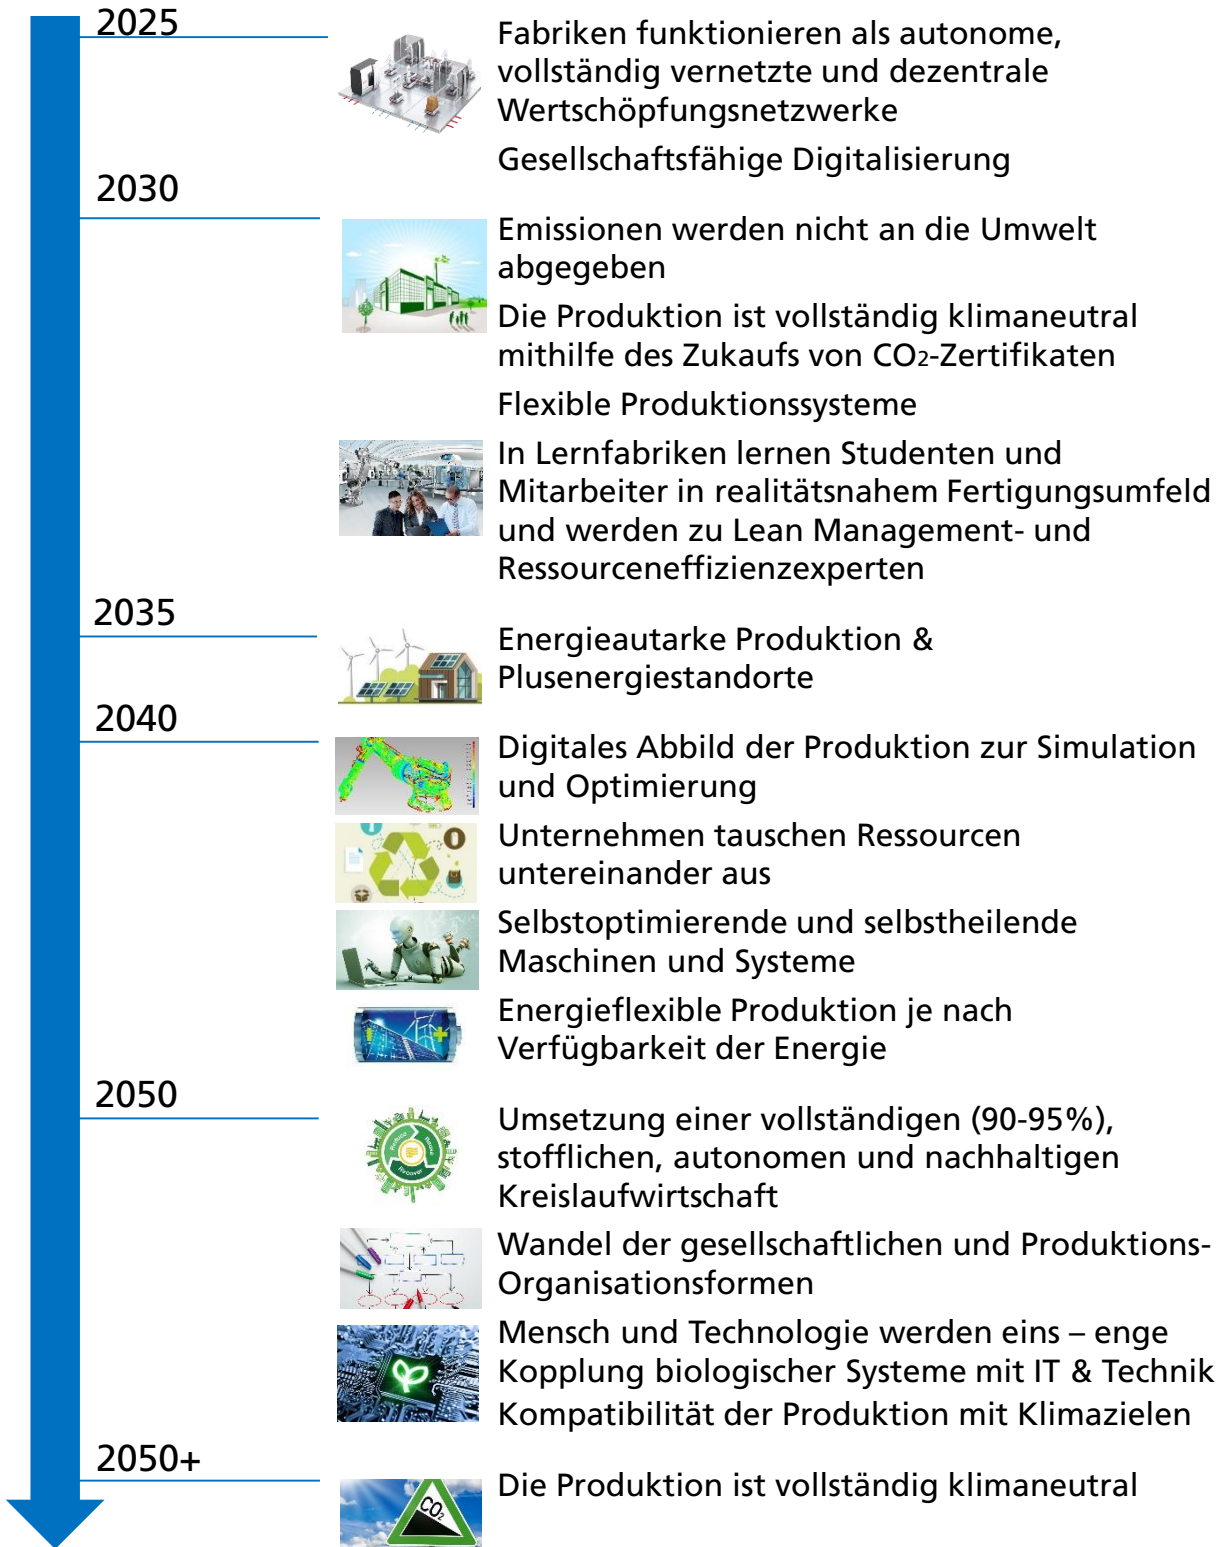 2025
Fabriken funktionieren als autonome,
vollständig vernetzte und dezentrale
Wertschöpfungsnetzwerke
Gesellschaftsfähige Digitalisierung
2030
Emissionen werden nicht an die Umwelt
abgegeben
Die Produktion ist vollständig klimaneutral
mithilfe des Zukaufs von CO2-Zertifikaten
Flexible Produktionssysteme
In Lernfabriken lernen Studenten und
Mitarbeiter in realitätsnahem Fertigungsumfeld
und werden zu Lean Management- und
Ressourceneffizienzexperten
2035
Energieautarke Produktion &
Plusenergiestandorte
2040
Digitales Abbild der Produktion zur Simulation
und Optimierung
Unternehmen tauschen Ressourcen
untereinander aus
Selbstoptimierende und selbstheilende
Maschinen und Systeme
Energieflexible Produktion je nach
Verfügbarkeit der Energie
2050
Umsetzung einer vollständigen (90-95%),
stofflichen, autonomen und nachhaltigen
Kreislaufwirtschaft
Reduce
Reuse
Recover
Wandel der gesellschaftlichen und Produktions-
Organisationsformen
Mensch und Technologie werden eins – enge
Kopplung biologischer Systeme mit IT & Technik
Kompatibilität der Produktion mit Klimazielen
2050+
Die Produktion ist vollständig klimaneutral
CO2